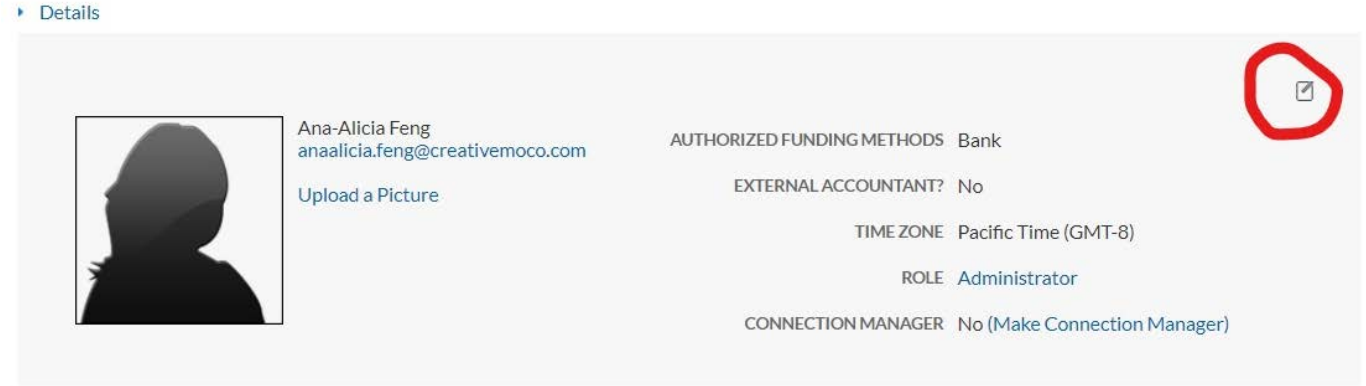 Details
Ana-Alicia Feng
anaalicia.feng@creativemoco.com
Upload a Picture
AUTHORIZED FUNDING METHODS Bank
EXTERNAL ACCOUNTANT? No
TIME ZONE Pacific Time (GMT-8)
ROLE Administrator
CONNECTION MANAGER No (Make Connection Manager)